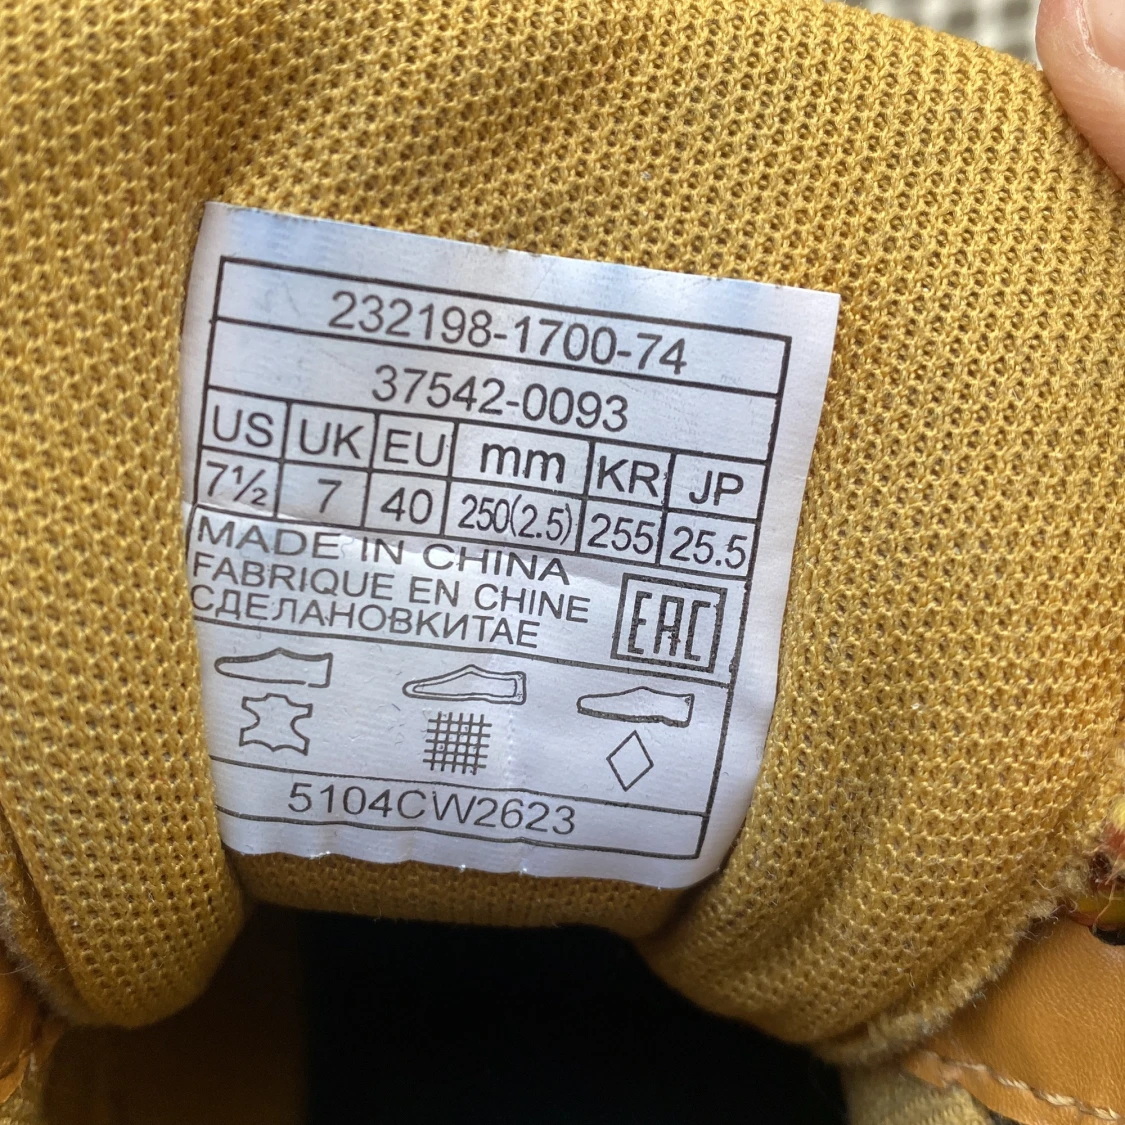 232198-1700-74
37542-0093
US UK EU mm KR JP
7½ 7 40 250(2.5) 255 25.5
MADE IN CHINA
FABRIQUE EN CHINE
СДЕЛАНОВКИТАЕ
EAC
5104CW2623